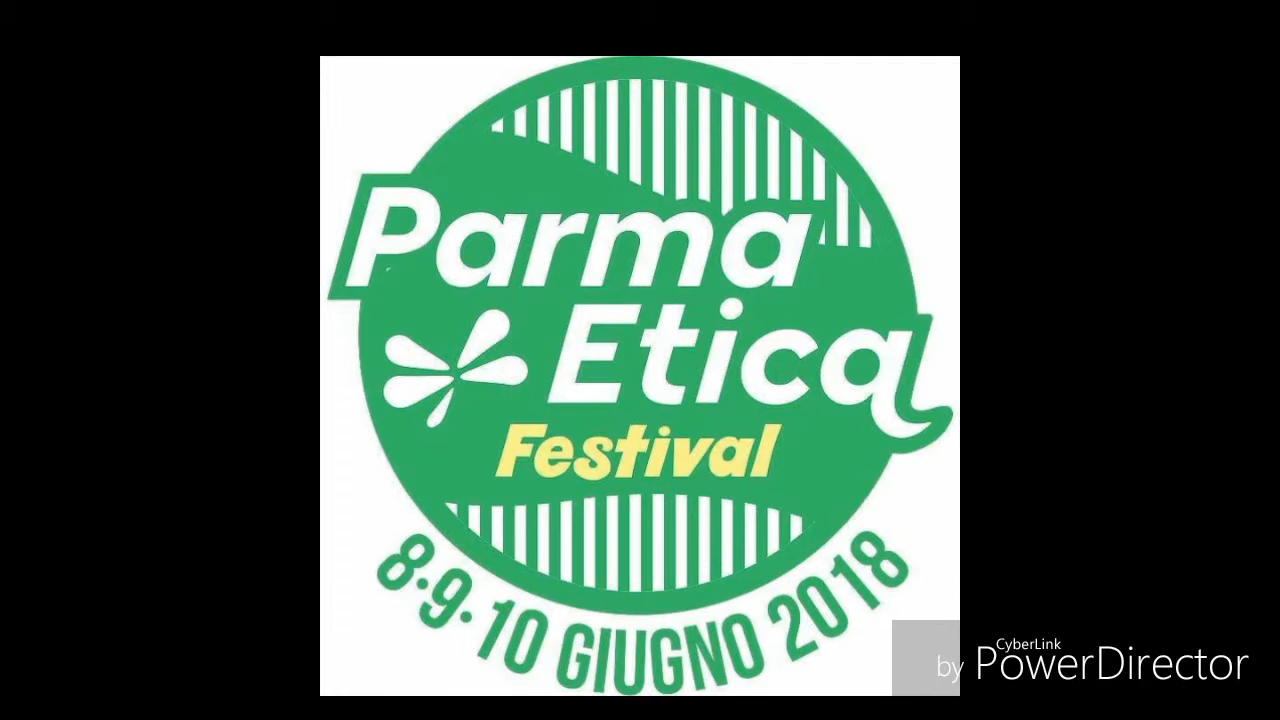 Parma
Etica
Festival
8·9·10 GIUGNO 2018
CyberLink
by PowerDirector